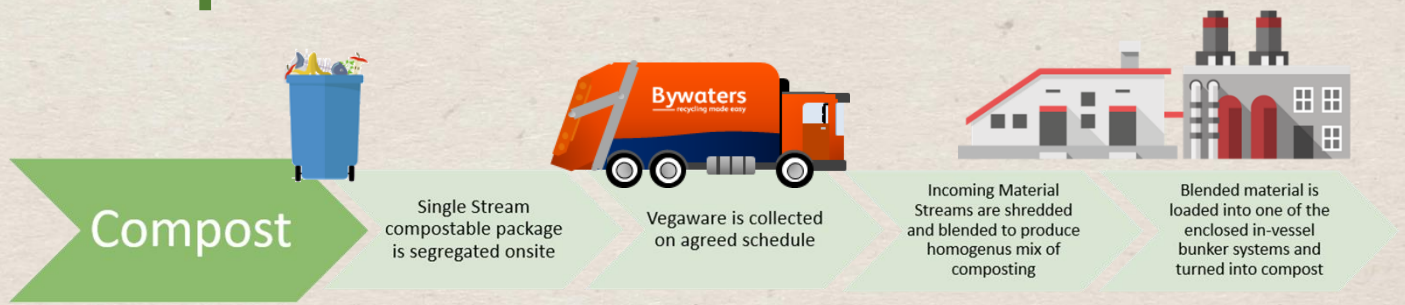 Bywaters
recycling made easy
Compost
Single Stream
compostable package
is segregated onsite
Vegaware is collected
on agreed schedule
Incoming Material
Streams are shredded
and blended to produce
homogenus mix of
composting
Blended material is
loaded into one of the
enclosed in-vessel
bunker systems and
turned into compost